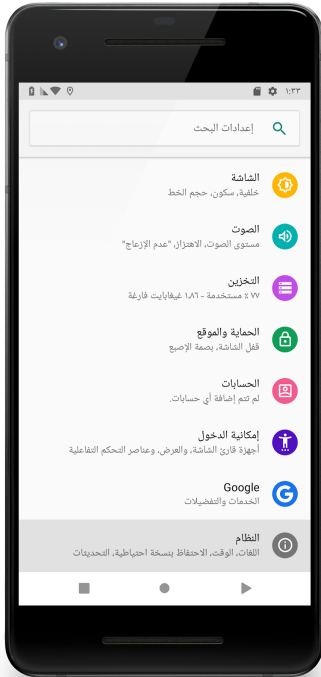 ١:٣٣
إعدادات البحث
الشاشة
خلفية، سكون، حجم الخط
الصوت
مستوى الصوت، الاهتزاز، "عدم الإزعاج"
التخزين
٧٧ ٪ مستخدمة - ١٫٨٦ غيغابايت فارغة
الحماية والموقع
قفل الشاشة، بصمة الإصبع
الحسابات
لم تتم إضافة أي حسابات.
إمكانية الدخول
أجهزة قارئ الشاشة، والعرض، وعناصر التحكم التفاعلية
Google
الخدمات والتفضيلات
النظام
اللغات، الوقت، الاحتفاظ بنسخة احتياطية، التحديثات